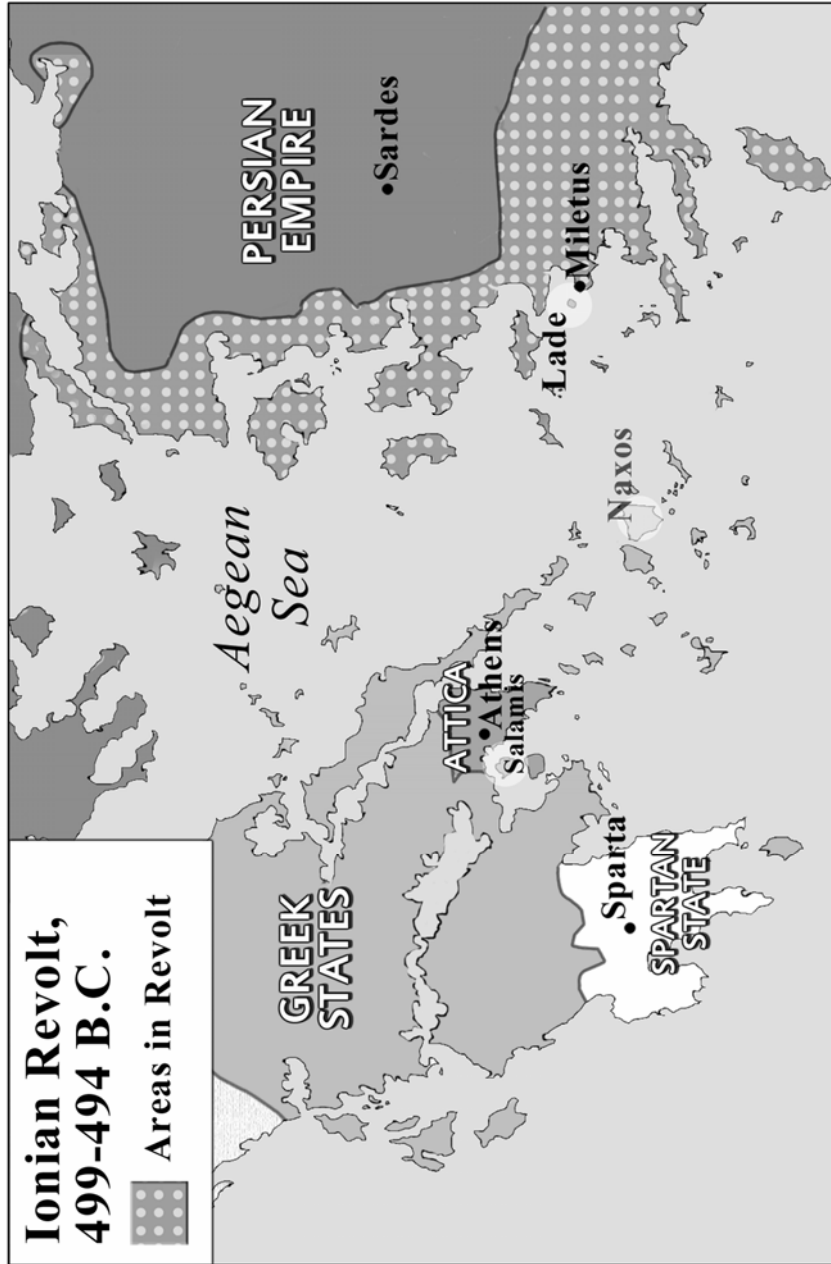 Ionian Revolt,
499-494 B.C.
Areas in Revolt
PERSIAN
EMPIRE
Sardes
Aegean
Sea
GREEK
STATES
ATTICA
Athens
Salamis
Lade
Miletus
Naxos
Sparta
SPARTAN
STATE